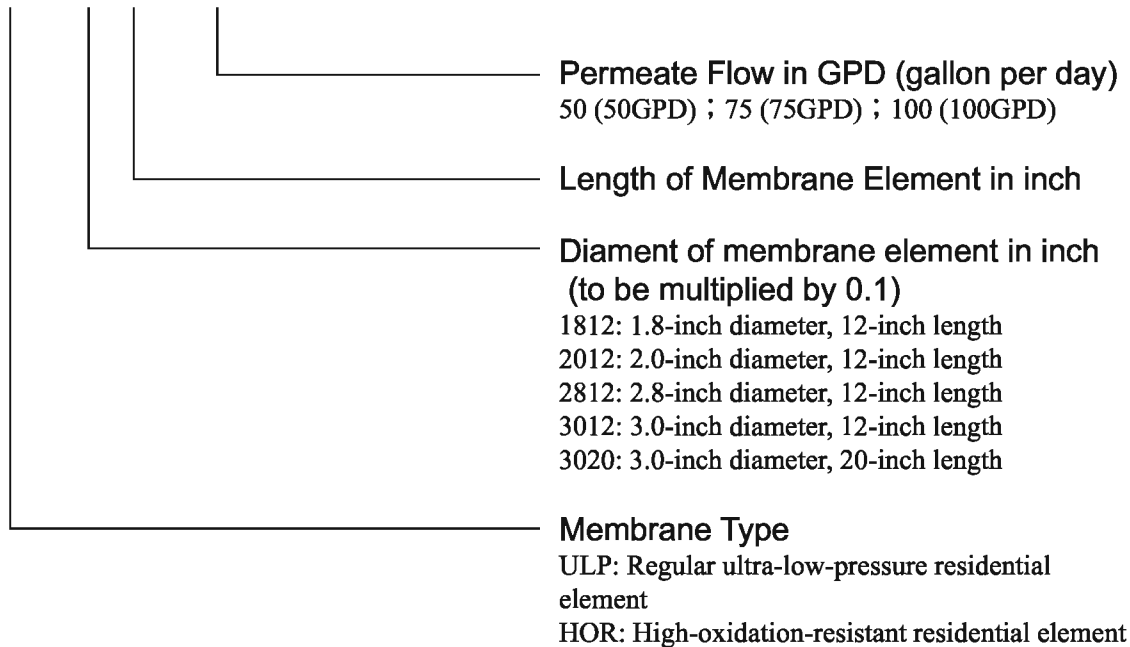 Permeate Flow in GPD (gallon per day)
50 (50GPD)；75 (75GPD)；100 (100GPD)
Length of Membrane Element in inch
Diament of membrane element in inch
(to be multiplied by 0.1)
1812: 1.8-inch diameter, 12-inch length
2012: 2.0-inch diameter, 12-inch length
2812: 2.8-inch diameter, 12-inch length
3012: 3.0-inch diameter, 12-inch length
3020: 3.0-inch diameter, 20-inch length
Membrane Type
ULP: Regular ultra-low-pressure residential
element
HOR: High-oxidation-resistant residential element